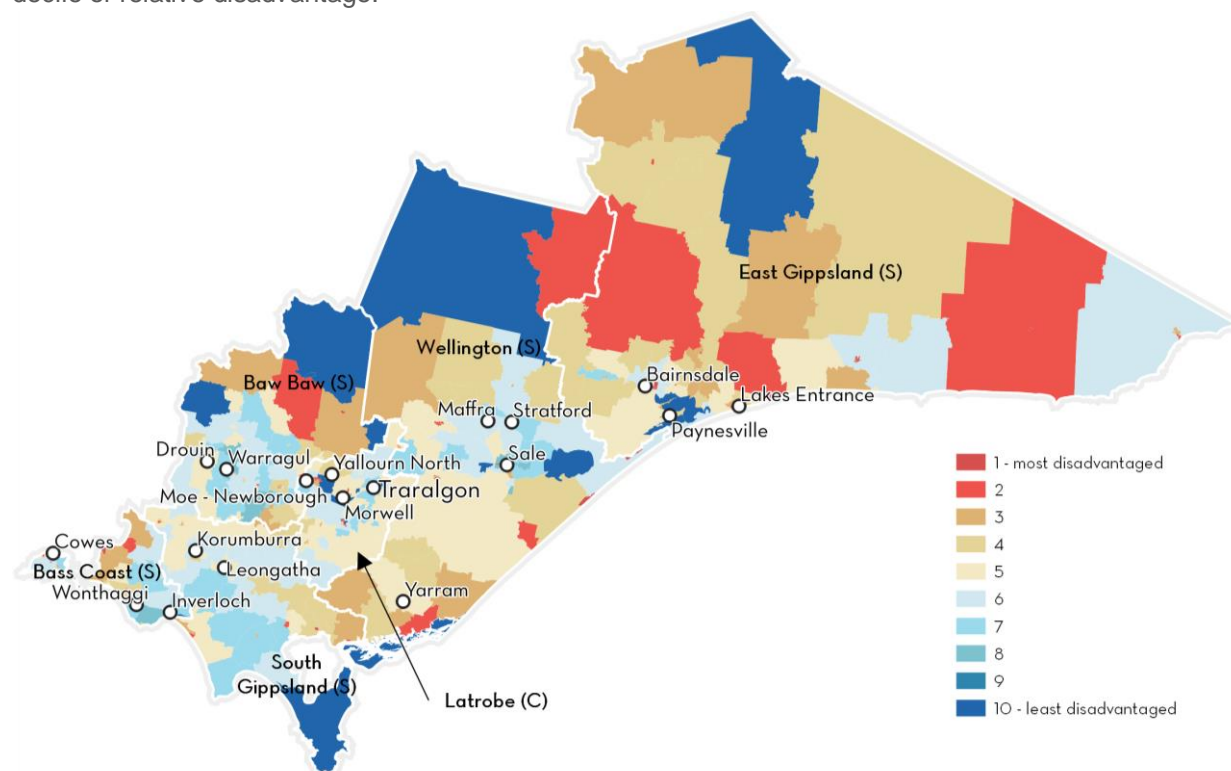 decile of relative disadvantage.
East Gippsland (S)
Wellington (S)
Baw Baw (S)
Bairnsdale
Lakes Entrance
Maffra
Stratford
Paynesville
Drouin
Warragul
Yallourn North
Sale
Moe - Newborough
Traralgon
Morwell
Cowes
Korumburra
Bass Coast (S)
Leongatha
Wonthaggi
Inverloch
Yarram
South
Gippsland (S)
Latrobe (C)
1 - most disadvantaged
2
3
4
5
6
7
8
9
10 - least disadvantaged